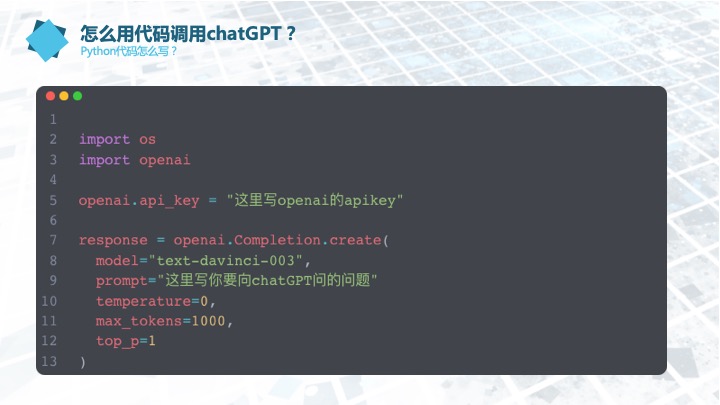 怎么用代码调用chatGPT？
Python代码怎么写？
1
2 import os
3 import openai
4
5 openai.api_key = "这里写openai的apikey"
6
7 response = openai.Completion.create(
8   model="text-davinci-003",
9   prompt="这里写你要向chatGPT问的问题"
10   temperature=0,
11   max_tokens=1000,
12   top_p=1
13 )